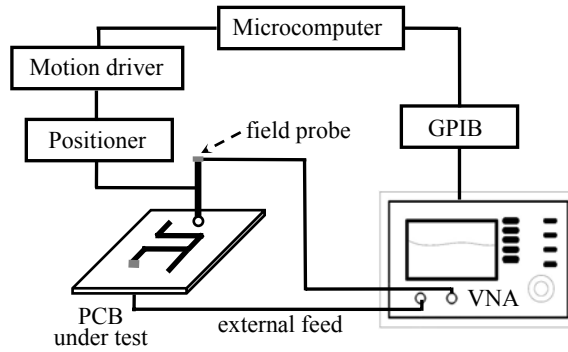 Microcomputer
Motion driver
Positioner
field probe
GPIB
VNA
PCB
under test
external feed